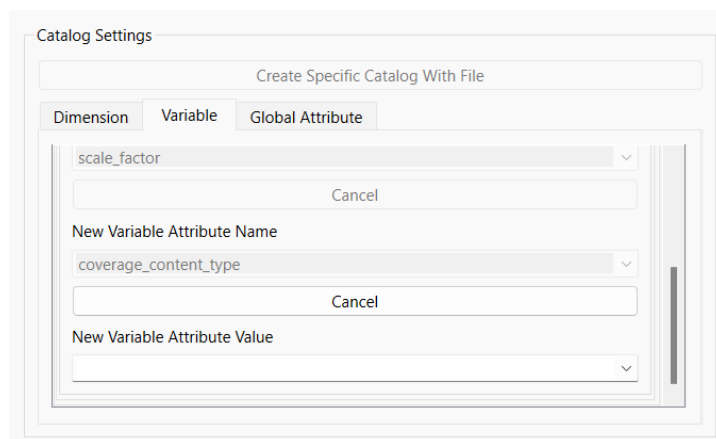 Catalog Settings
Create Specific Catalog With File
Dimension Variable Global Attribute
scale_factor
Cancel
New Variable Attribute Name
coverage_content_type
Cancel
New Variable Attribute Value